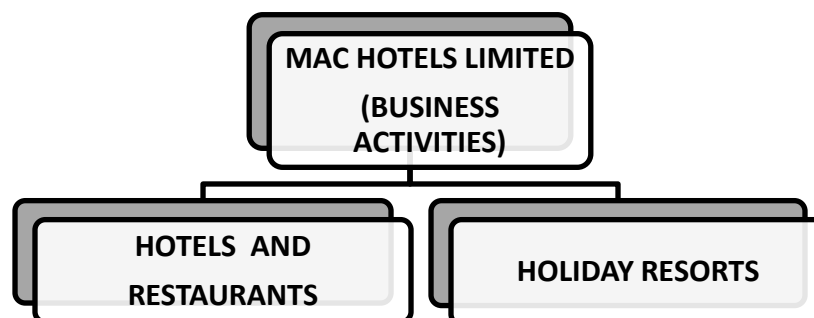 MAC HOTELS LIMITED
(BUSINESS
ACTIVITIES)
HOTELS AND
RESTAURANTS
HOLIDAY RESORTS